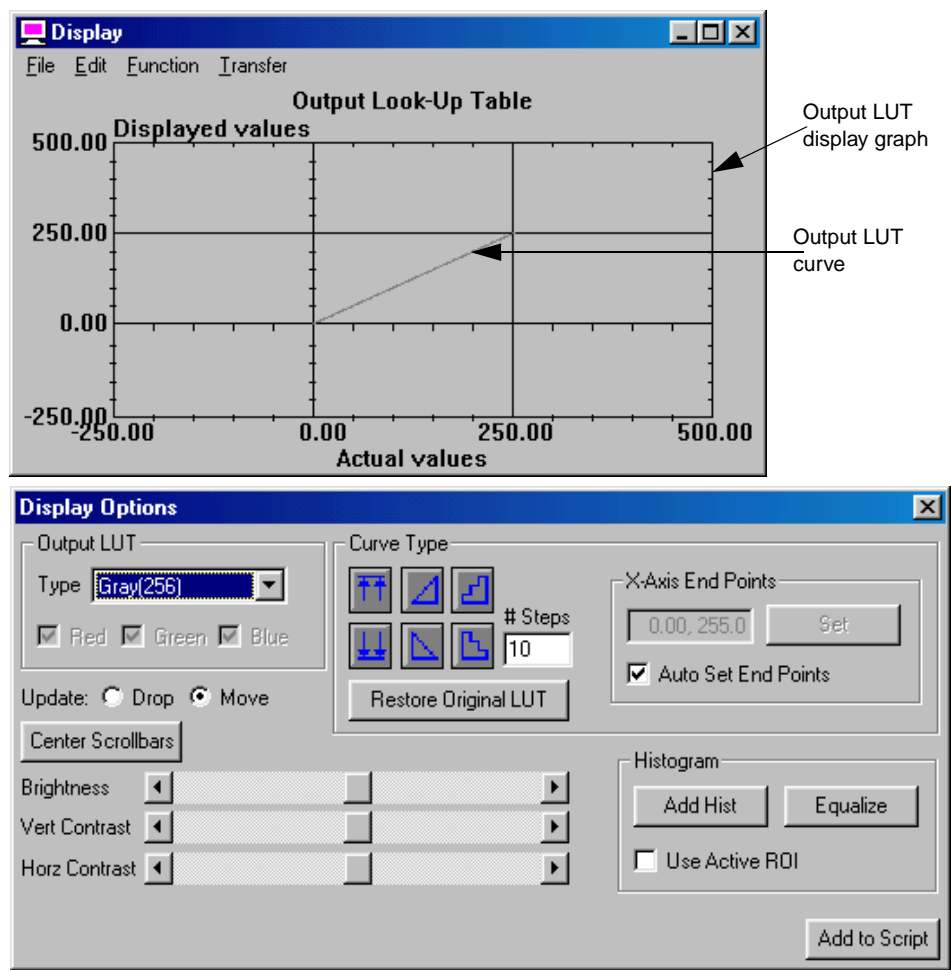 Display
File Edit Function Transfer
Output Look-Up Table
Displayed values
500.00
250.00
0.00
-250.00
-250.00 0.00 250.00 500.00
Actual values
Output LUT
display graph
Output LUT
curve
Display Options
Output LUT
Type Gray(256)
Red Green Blue
Update: Drop Move
Center Scrollbars
Brightness
Vert Contrast
Horz Contrast
Curve Type
# Steps
10
Restore Original LUT
X-Axis End Points
0.00, 255.0 Set
Auto Set End Points
Histogram
Add Hist Equalize
Use Active ROI
Add to Script